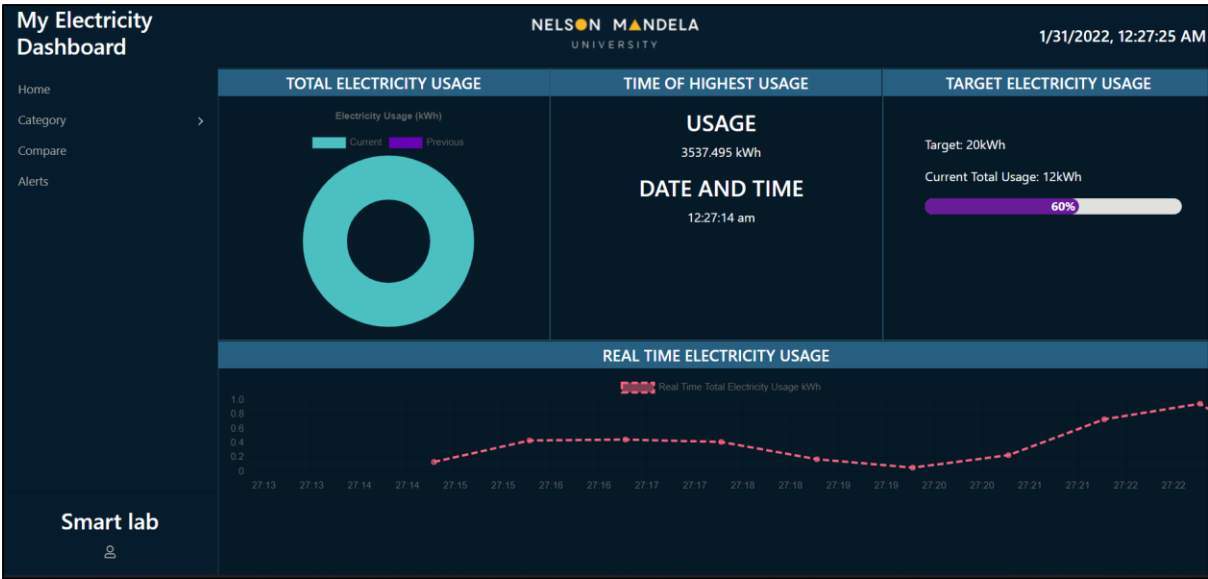 My Electricity
Dashboard
NELSON MANDELA
UNIVERSITY
1/31/2022, 12:27:25 AM
Home
Category
Compare
Alerts
TOTAL ELECTRICITY USAGE
Electricity Usage (kWh)
Current Previous
TIME OF HIGHEST USAGE
USAGE
3537.495 kWh
DATE AND TIME
12:27:14 am
TARGET ELECTRICITY USAGE
Target: 20kWh
Current Total Usage: 12kWh
60%
REAL TIME ELECTRICITY USAGE
Real Time Total Electricity Usage kWh
1.0
0.8
0.6
0.4
0.2
0
27:13 27:13 27:14 27:14 27:15 27:15 27:16 27:16 27:17 27:17 27:18 27:18 27:19 27:19 27:20 27:20 27:21 27:21 27:22 27:22
Smart lab